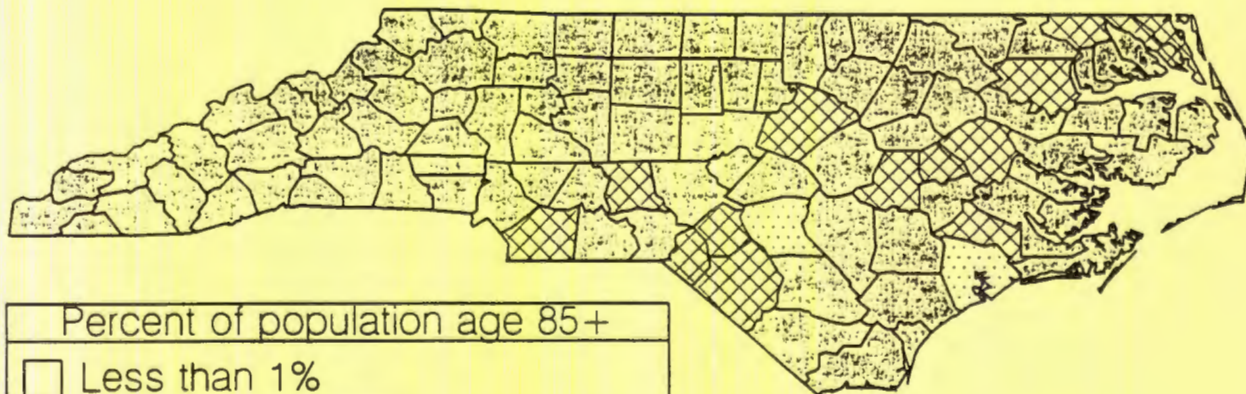 Percent of population age 85+
Less than 1%